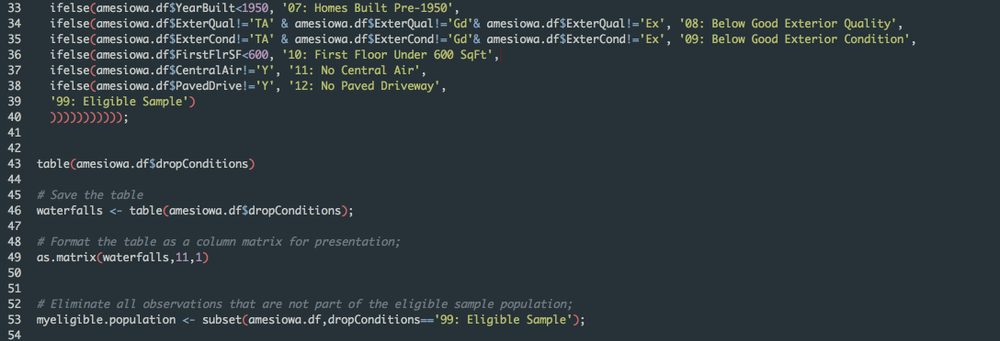 33 ifelse(amesiowa.df$YearBuilt<1950, '07: Homes Built Pre-1950',
34 ifelse(amesiowa.df$ExterQual!='TA' & amesiowa.df$ExterQual!='Gd'& amesiowa.df$ExterQual!='Ex', '08: Below Good Exterior Quality',
35 ifelse(amesiowa.df$ExterCond!='TA' & amesiowa.df$ExterCond!='Gd'& amesiowa.df$ExterCond!='Ex', '09: Below Good Exterior Condition',
36 ifelse(amesiowa.df$FirstFlrSF<600, '10: First Floor Under 600 SqFt',
37 ifelse(amesiowa.df$CentralAir!='Y', '11: No Central Air',
38 ifelse(amesiowa.df$PavedDrive!='Y', '12: No Paved Driveway',
39 '99: Eligible Sample')
40 )))))))))));
41
42
43 table(amesiowa.df$dropConditions)
44
45 # Save the table
46 waterfalls <- table(amesiowa.df$dropConditions);
47
48 # Format the table as a column matrix for presentation;
49 as.matrix(waterfalls,11,1)
50
51
52 # Eliminate all observations that are not part of the eligible sample population;
53 myeligible.population <- subset(amesiowa.df,dropConditions=='99: Eligible Sample');
54